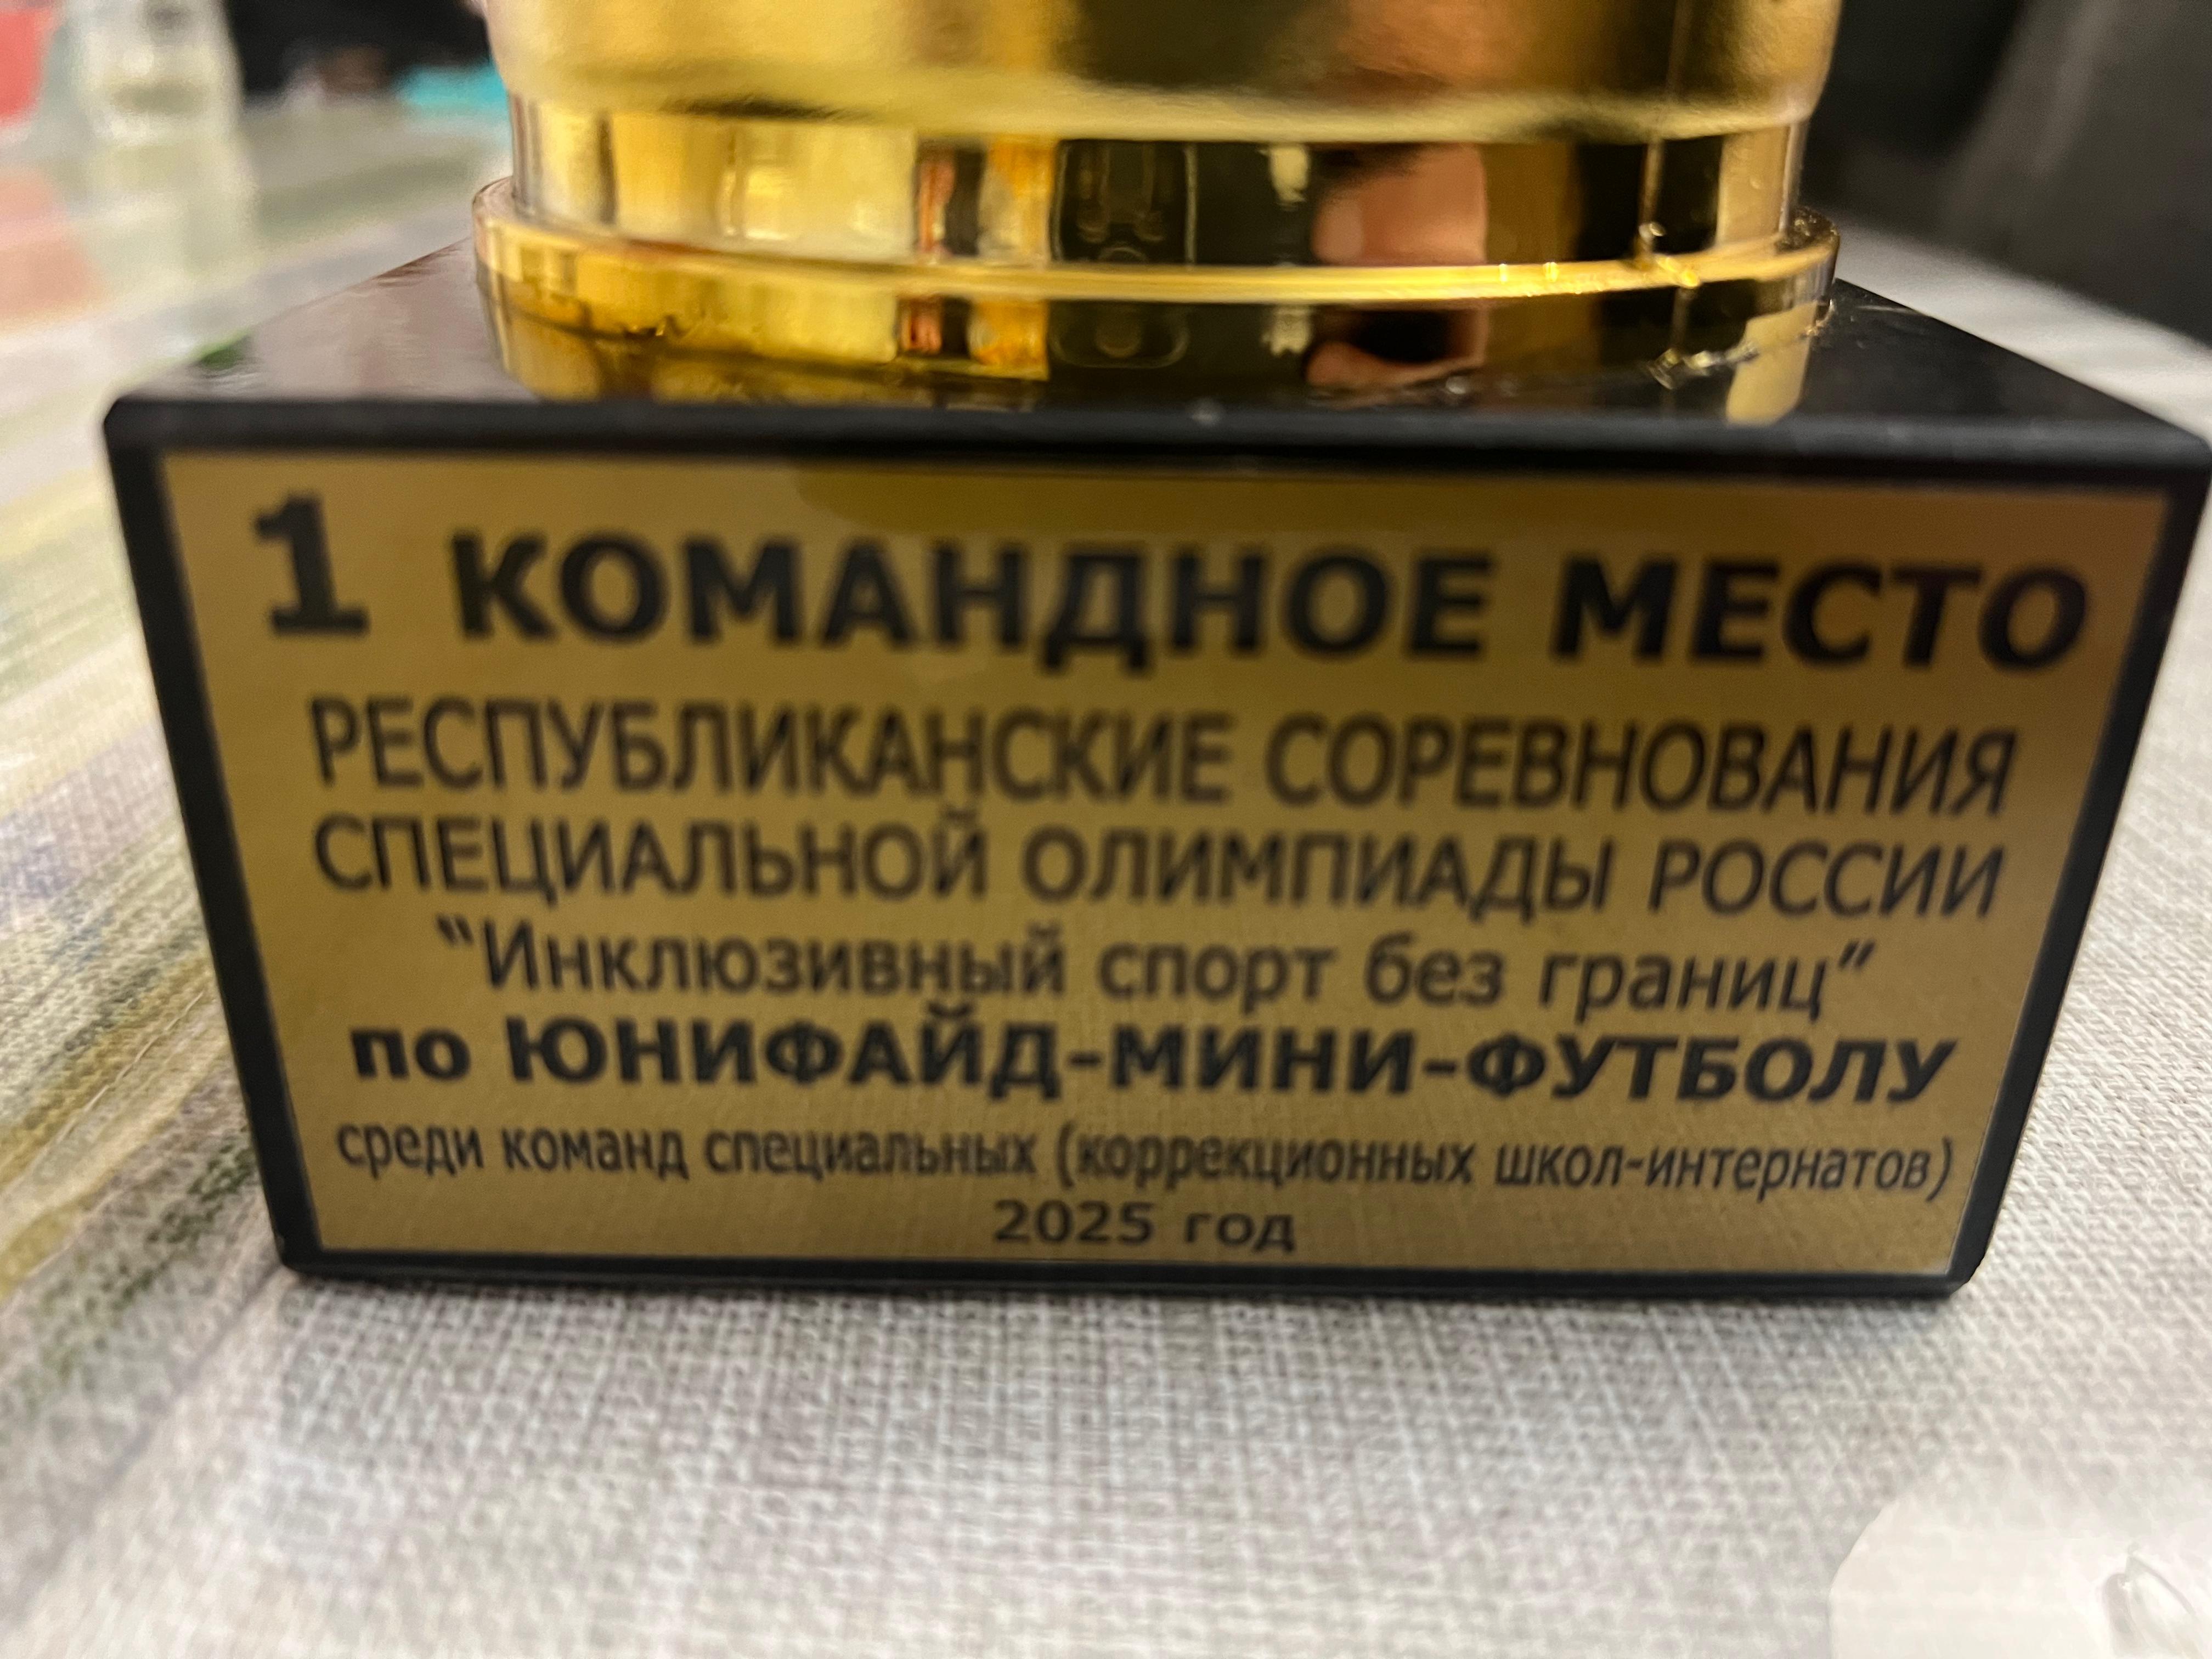 1 КОМАНДНОЕ МЕСТО
РЕСПУБЛИКАНСКИЕ СОРЕВНОВАНИЯ
СПЕЦИАЛЬНОЙ ОЛИМПИАДЫ РОССИИ
“Инклюзивный спорт без границ”
по ЮНИФАЙД-МИНИ-ФУТБОЛУ
среди команд специальных (коррекционных школ-интернатов)
2025 год